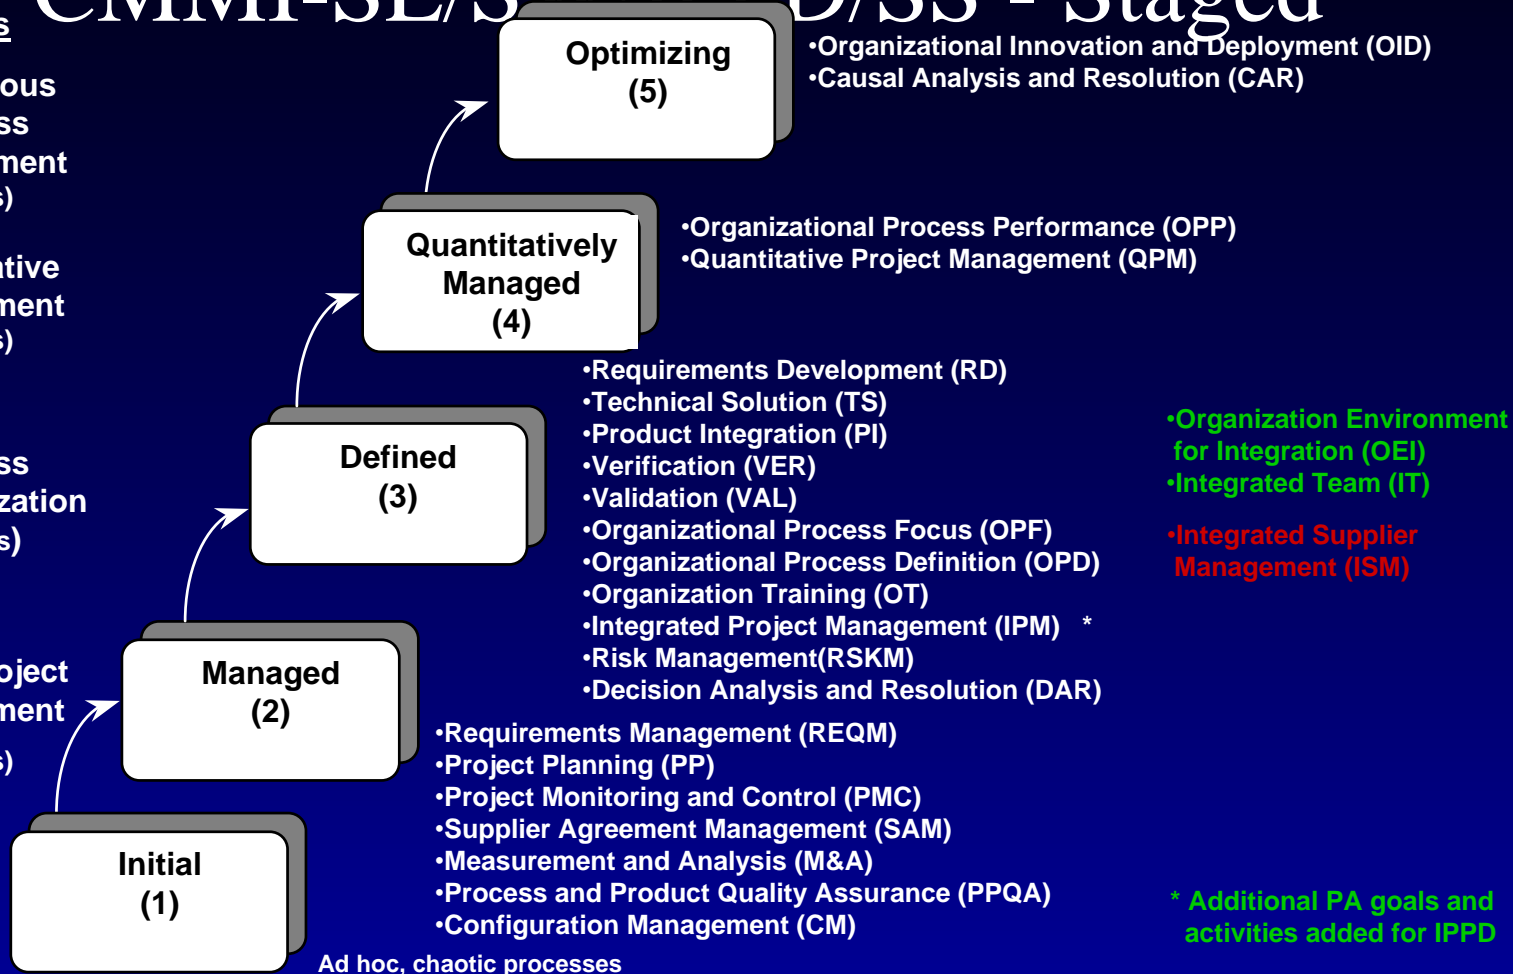 CMMI-SE/S D/SS - Staged
Optimizing
(5)
•Organizational Innovation and Deployment (OID)
•Causal Analysis and Resolution (CAR)
Quantitatively
Managed
(4)
•Organizational Process Performance (OPP)
•Quantitative Project Management (QPM)
Defined
(3)
•Requirements Development (RD)
•Technical Solution (TS)
•Product Integration (PI)
•Verification (VER)
•Validation (VAL)
•Organizational Process Focus (OPF)
•Organizational Process Definition (OPD)
•Organization Training (OT)
•Integrated Project Management (IPM) *
•Risk Management(RSKM)
•Decision Analysis and Resolution (DAR)
•Organization Environment
for Integration (OEI)
•Integrated Team (IT)
•Integrated Supplier
Management (ISM)
Managed
(2)
•Requirements Management (REQM)
•Project Planning (PP)
•Project Monitoring and Control (PMC)
•Supplier Agreement Management (SAM)
•Measurement and Analysis (M&A)
•Process and Product Quality Assurance (PPQA)
•Configuration Management (CM)
Initial
(1)
Ad hoc, chaotic processes
* Additional PA goals and
activities added for IPPD